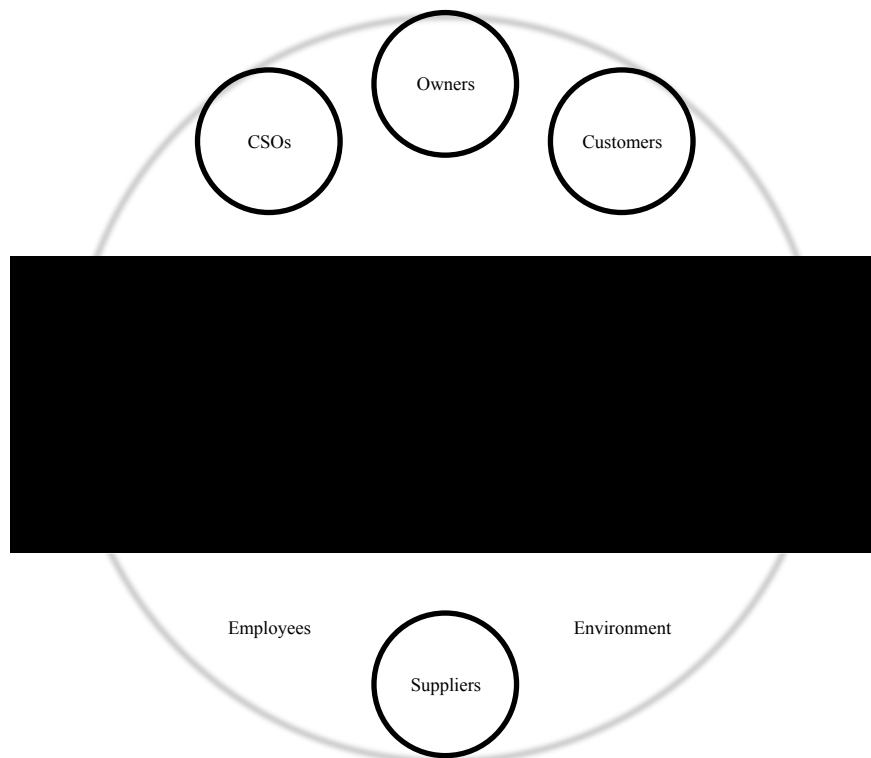 Owners
CSOs
Customers
Employees
Environment
Suppliers